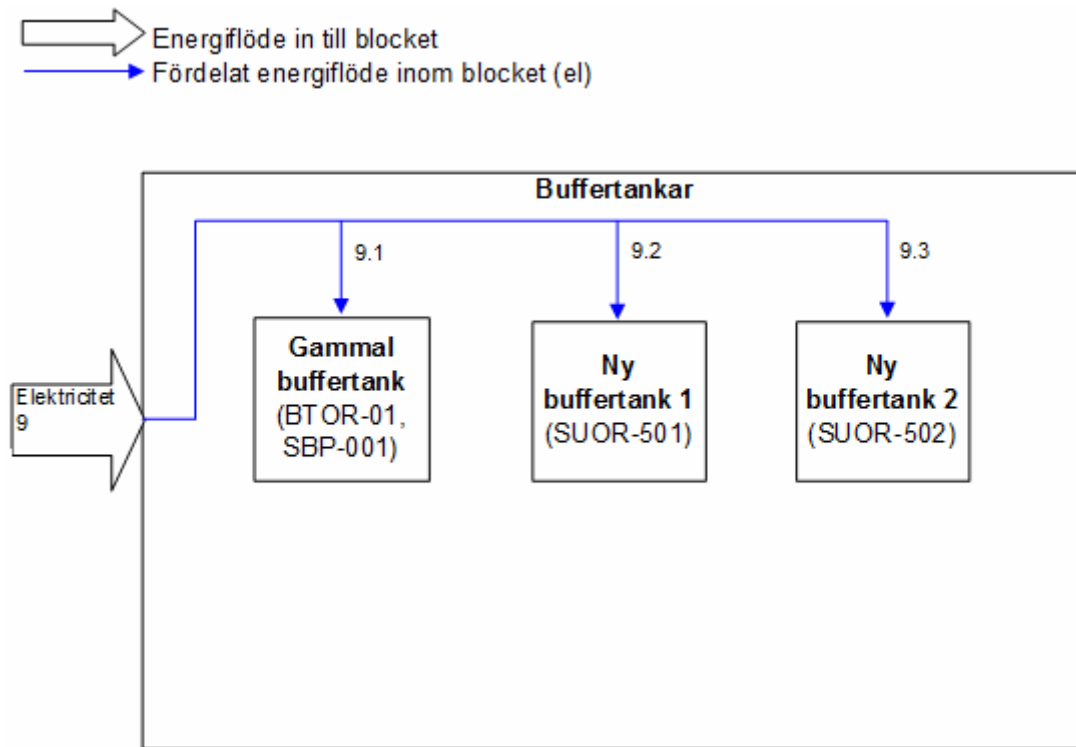 Energiflöde in till blocket
Fördelat energiflöde inom blocket (el)
Buffertankar
9.1
9.2
9.3
Gammal
buffertank
(BTOR-01,
SBP-001)
Ny
buffertank 1
(SUOR-501)
Ny
buffertank 2
(SUOR-502)
Elektricitet
9